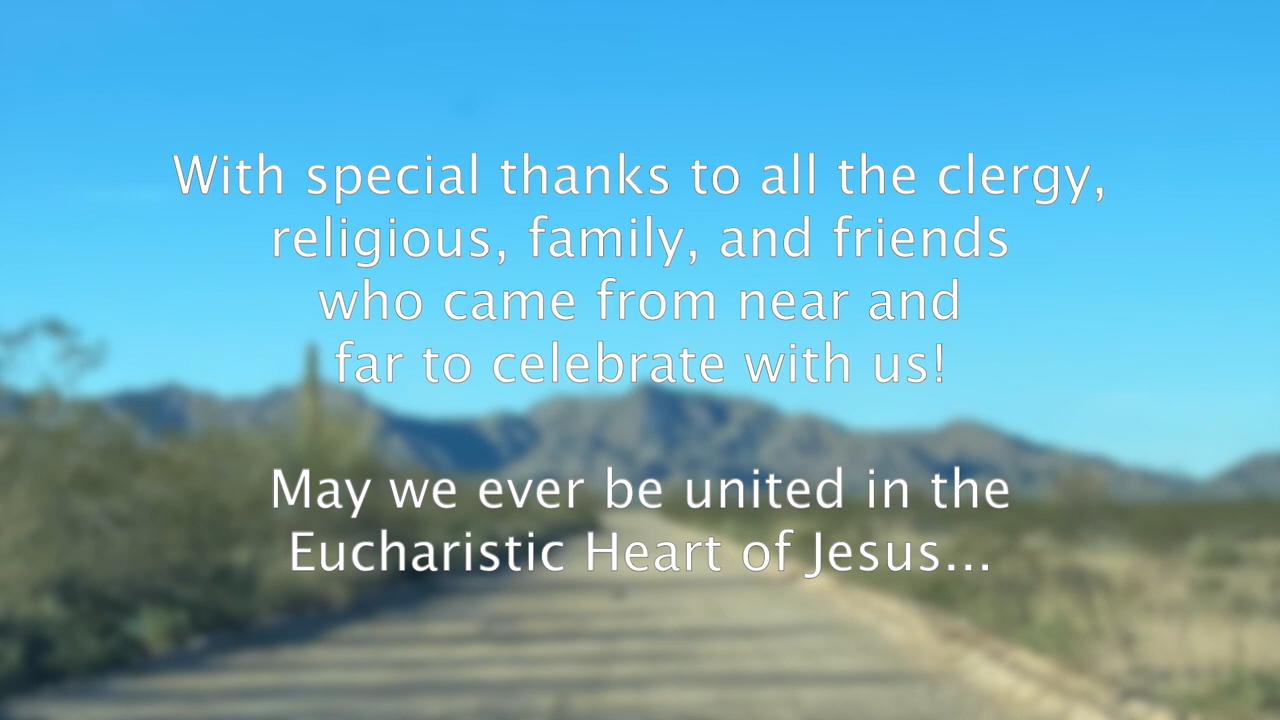 With special thanks to all the clergy,
religious, family, and friends
who came from near and
far to celebrate with us!
May we ever be united in the
Eucharistic Heart of Jesus...